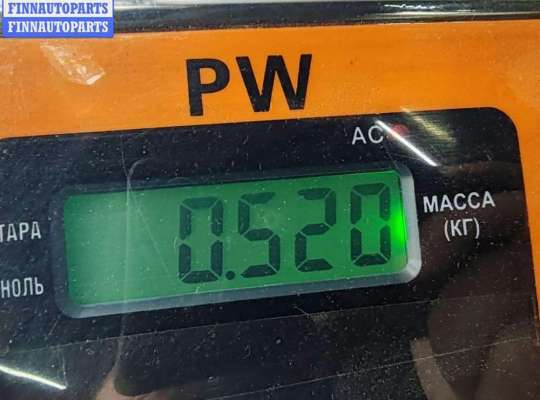 FINNAUTOPARTS
FINNAUTOPARTS
PW
AC
0.520
МАССА
(КГ)
ТАРА
НОЛЬ